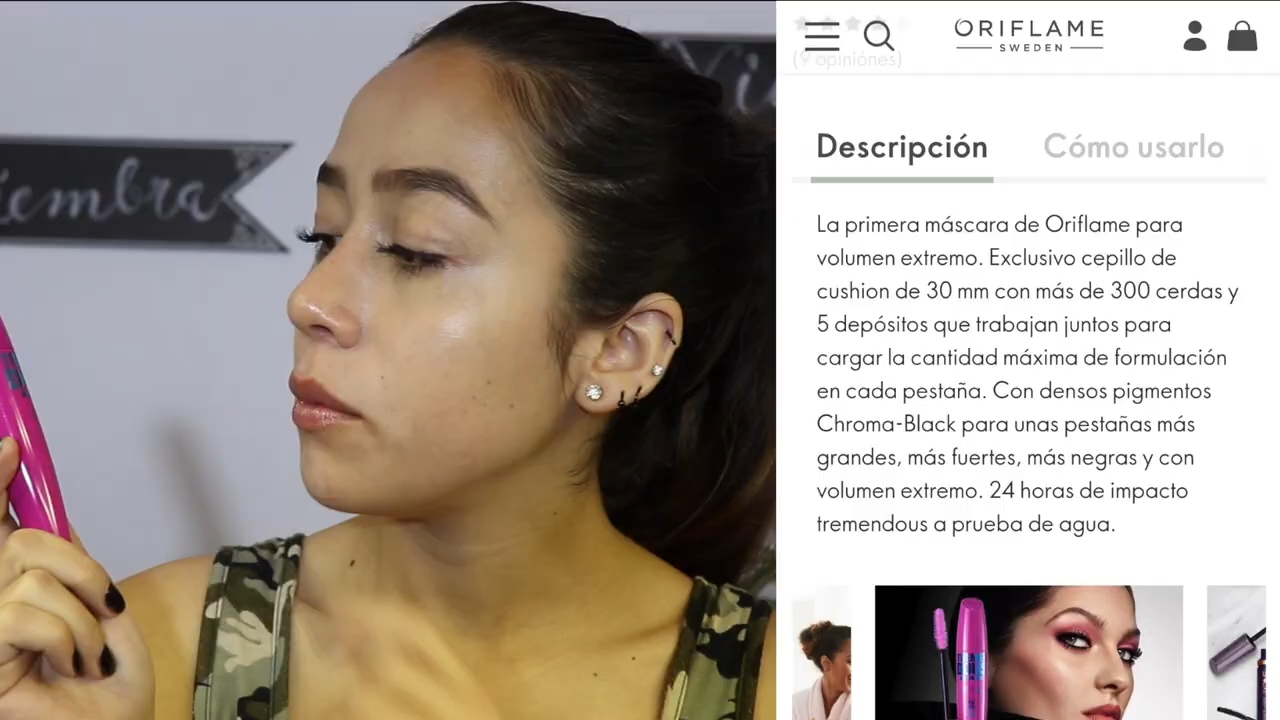 iembra
ORIFLAME
SWEDEN
(9 opiniónes)
Descripción
Cómo usarlo
La primera máscara de Oriflame para
volumen extremo. Exclusivo cepillo de
cushion de 30 mm con más de 300 cerdas y
5 depósitos que trabajan juntos para
cargar la cantidad máxima de formulación
en cada pestaña. Con densos pigmentos
Chroma-Black para unas pestañas más
grandes, más fuertes, más negras y con
volumen extremo. 24 horas de impacto
tremendous a prueba de agua.